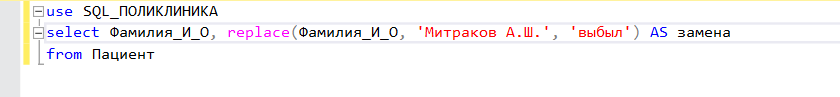 use SQL_ПОЛИКЛИНИКА
select Фамилия_И_О, replace(Фамилия_И_О, 'Митраков А.Ш.', 'выбыл') AS замена
from Пациент